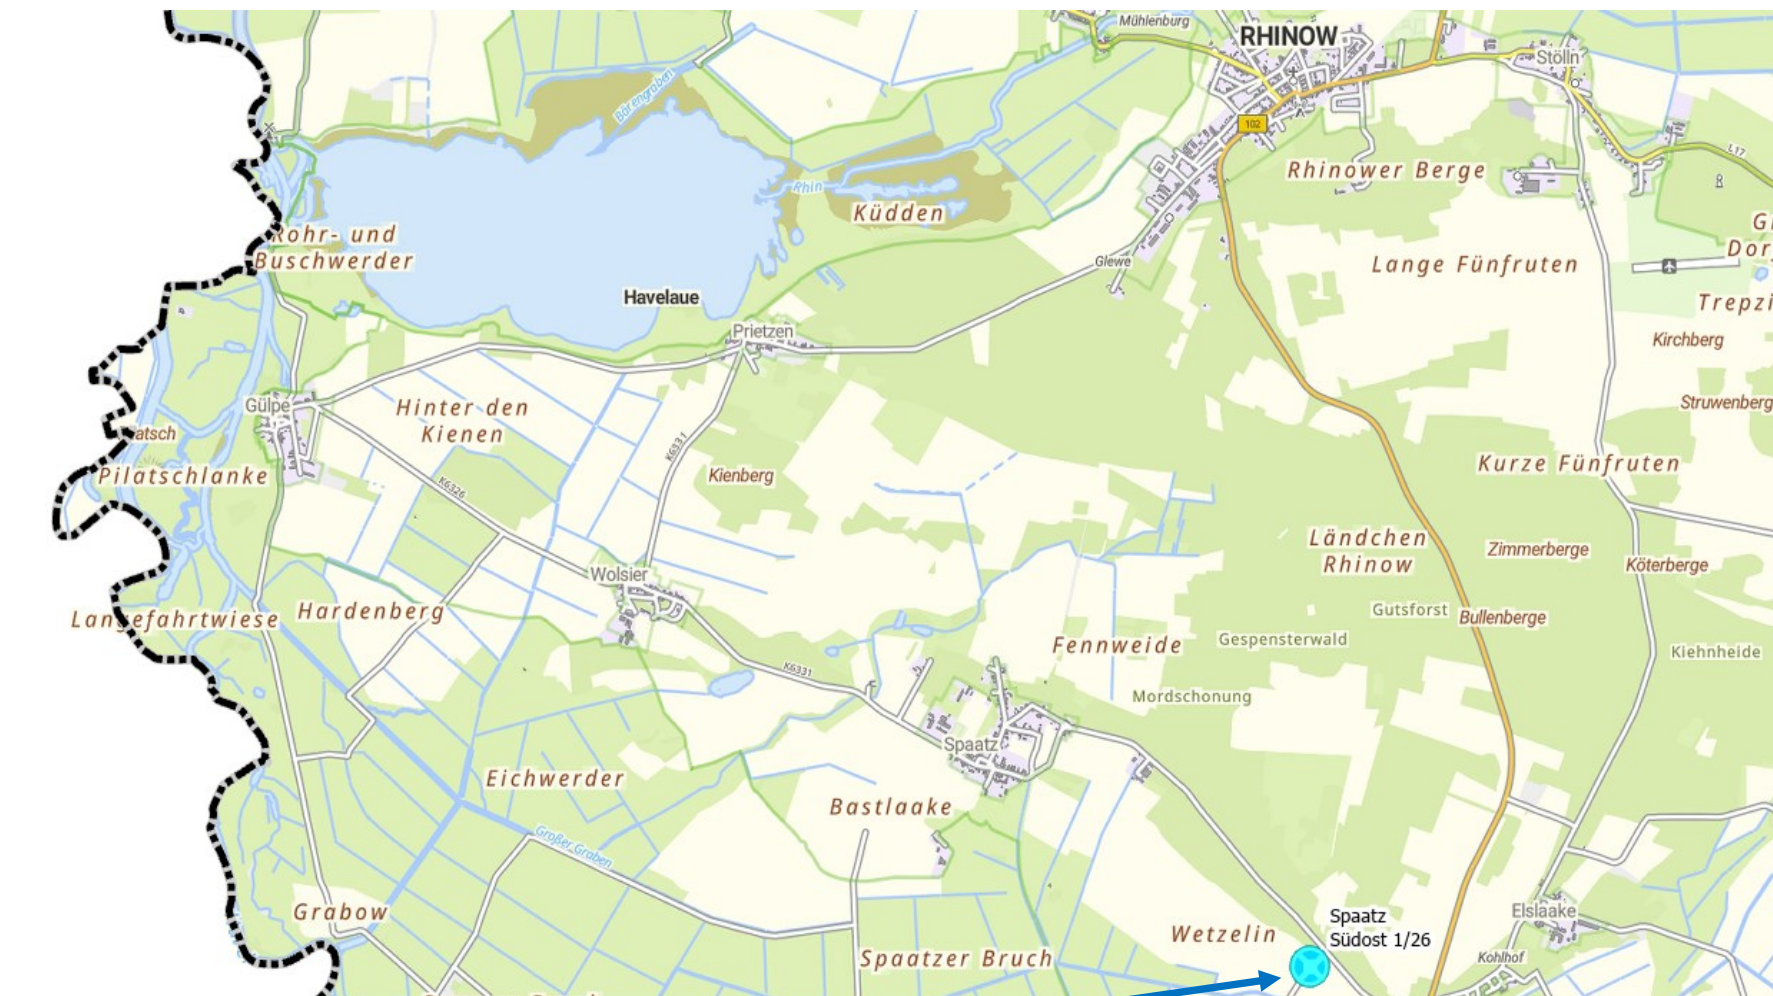 Mühlenburg
RHINOW
Stölln
Bärengraben
102
L17
Rhinower Berge
Rhin
Küdden
Rohr- und
Buschwerder
Lange Fünfruten
Glewe
Havelaue
Prietzen
Kirchberg
Gülpe
Hinter den
Kienen
Struwenberg
K6331
Pilatschlanke
Kienberg
Kurze Fünfruten
K6326
Ländchen
Rhinow
Zimmerberge
Köterberge
Wolsier
Langefahrtwiese
Hardenberg
Gutsforst
Bullenberge
Fennweide
Gespensterwald
Kiehnheide
K6331
Mordschonung
Spaatz
Eichwerder
Bastlaake
Großer Graben
Grabow
Spaatz
Südost 1/26
Elslaake
Wetzelin
Spaatzer Bruch
Kohlhof